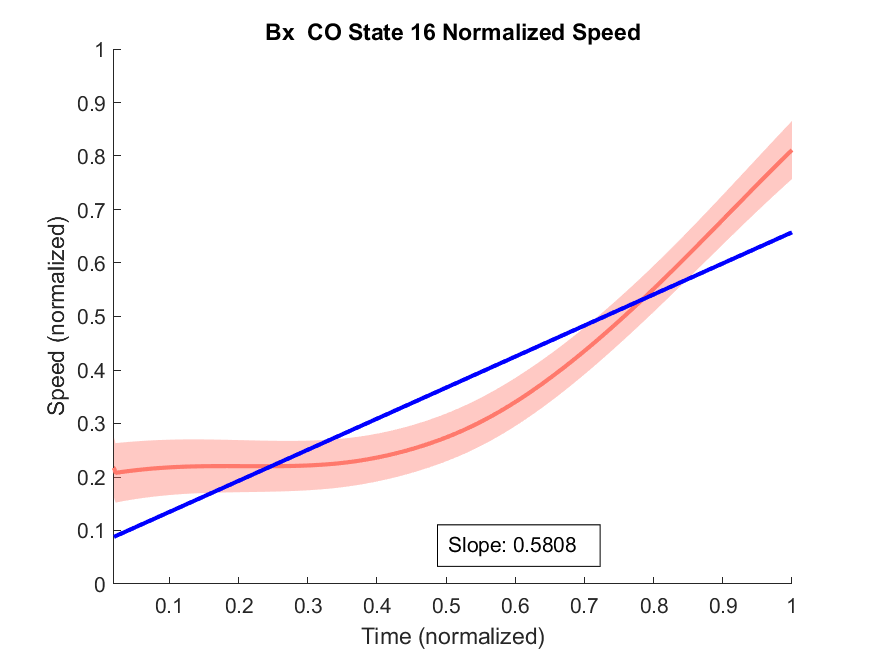 Bx  CO State 16 Normalized Speed
1
0.9
0.8
0.7
0.6
0.5
0.4
0.3
0.2
0.1
0
Speed (normalized)
Slope: 0.5808
0.1 0.2 0.3 0.4 0.5 0.6 0.7 0.8 0.9 1
Time (normalized)